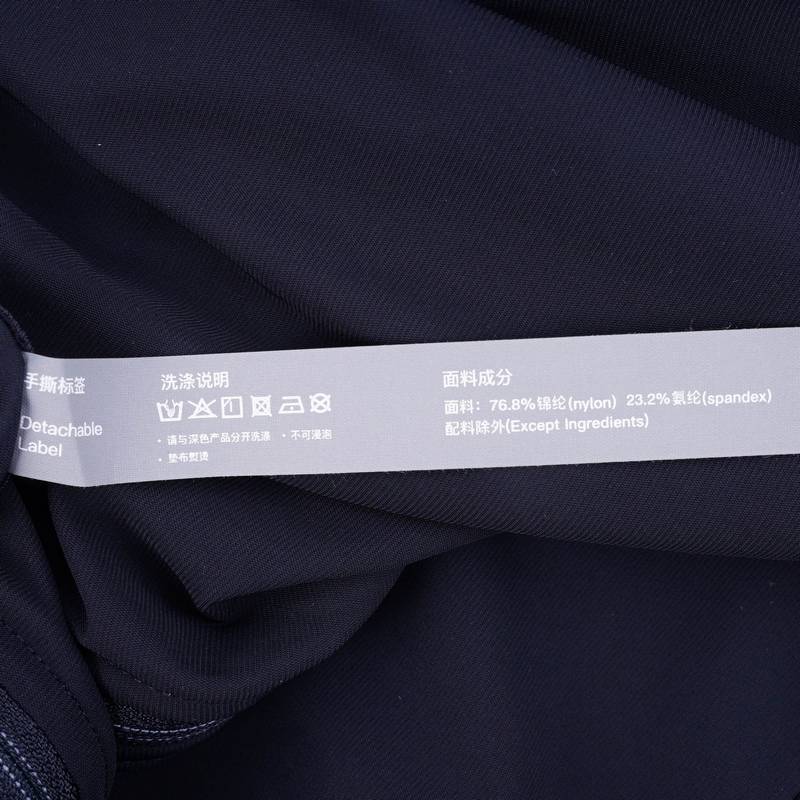 手撕标签
Detachable
Label
洗涤说明
· 请与深色产品分开洗涤 · 不可浸泡
· 垫布熨烫
面料成分
面料：76.8%锦纶(nylon) 23.2%氨纶(spandex)
配料除外(Except Ingredients)